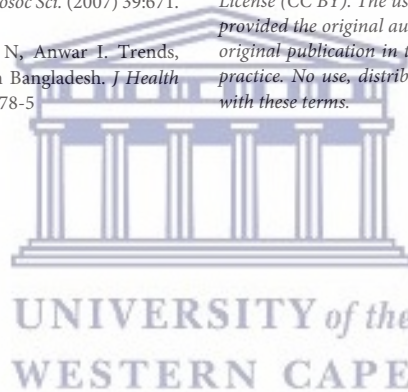 osoc Sci. (2007) 39:671.
N, Anwar I. Trends,
Bangladesh. J Health
78-5
License (CC BY). The us
provided the original au
original publication in t
practice. No use, distrib
with these terms.
UNIVERSITY of the
WESTERN CAPE